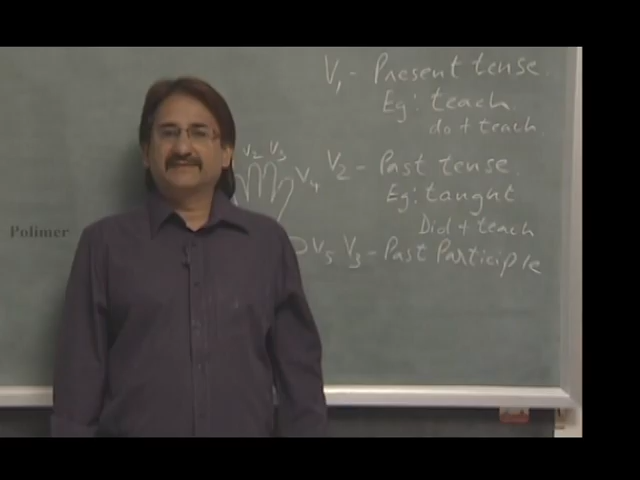 V1 - Present tense.
Eg: teach
do + teach
V2 V3 V4 V5
V2 - Past tense.
Eg: taught
Did + teach
V3 - Past Participle
Polimer